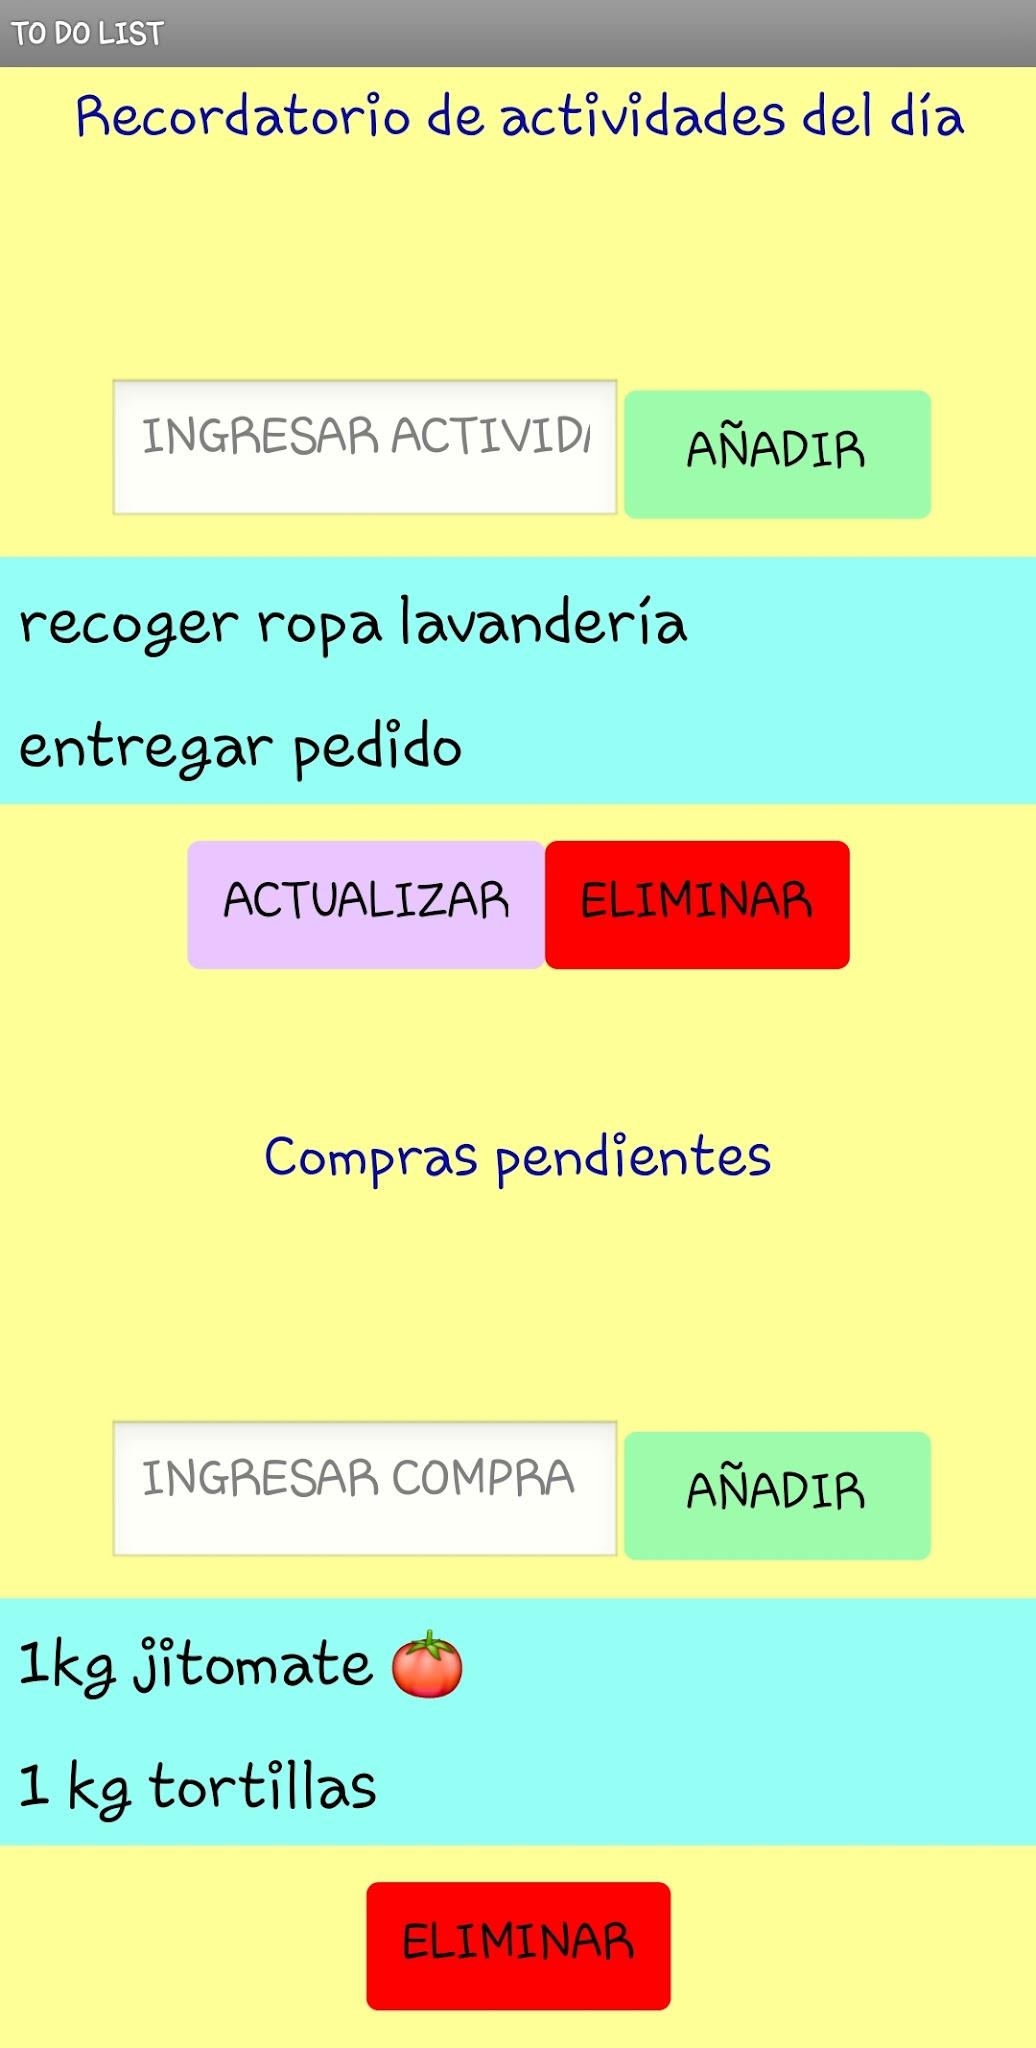 TO DO LIST
Recordatorio de actividades del día
INGRESAR ACTIVID
AÑADIR
recoger ropa lavandería
entregar pedido
ACTUALIZAR
ELIMINAR
Compras pendientes
INGRESAR COMPRA
AÑADIR
1kg jitomate 🍅
1 kg tortillas
ELIMINAR